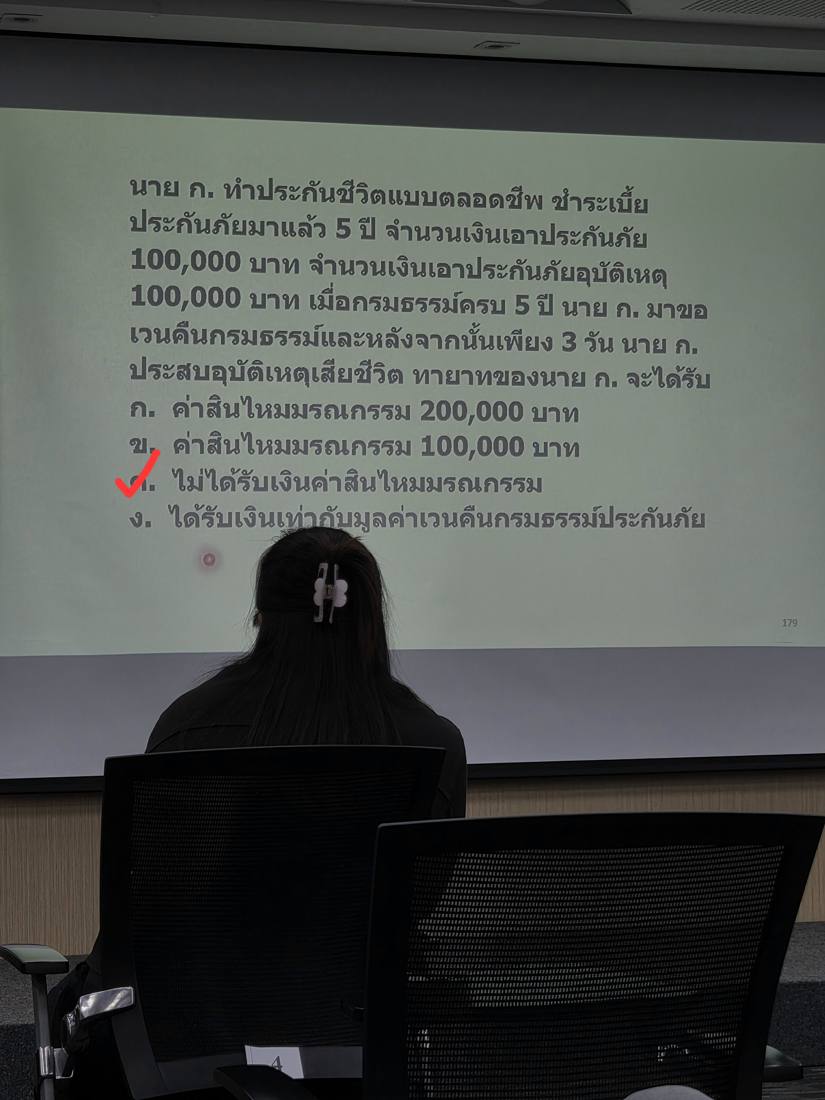 นาย ก. ทำประกันชีวิตแบบตลอดชีพ ชำระเบี้ย
ประกันภัยมาแล้ว 5 ปี จำนวนเงินเอาประกันภัย
100,000 บาท จำนวนเงินเอาประกันภัยอุบัติเหตุ
100,000 บาท เมื่อกรมธรรม์ครบ 5 ปี นาย ก. มาขอ
เวนคืนกรมธรรม์และหลังจากนั้นเพียง 3 วัน นาย ก.
ประสบอุบัติเหตุเสียชีวิต ทายาทของนาย ก. จะได้รับ
ก. ค่าสินไหมมรณกรรม 200,000 บาท
ข. ค่าสินไหมมรณกรรม 100,000 บาท
ค. ไม่ได้รับเงินค่าสินไหมมรณกรรม
ง. ได้รับเงินเท่ากับมูลค่าเวนคืนกรมธรรม์ประกันภัย
179
4